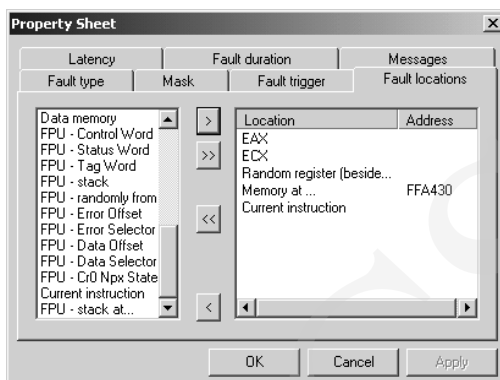 Property Sheet
Latency Fault duration Messages
Fault type Mask Fault trigger Fault locations
Data memory
FPU - Control Word
FPU - Status Word
FPU - Tag Word
FPU - stack
FPU - randomly from
FPU - Error Offset
FPU - Error Selector
FPU - Data Offset
FPU - Data Selector
FPU - Cr0 Npx State
Current instruction
FPU - stack at...
>
>>
<<
<
Location Address
EAX
ECX
Random register (beside...
Memory at ... FFA430
Current instruction
OK Cancel Apply